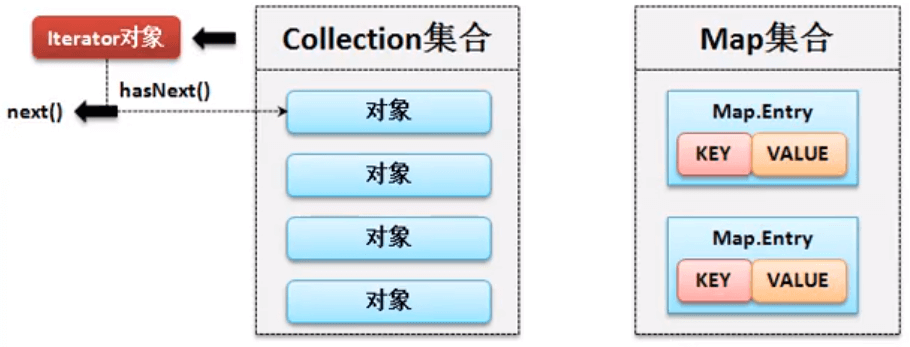 Iterator对象
hasNext()
next()
Collection集合
对象
对象
对象
对象
Map集合
Map.Entry
KEY VALUE
Map.Entry
KEY VALUE